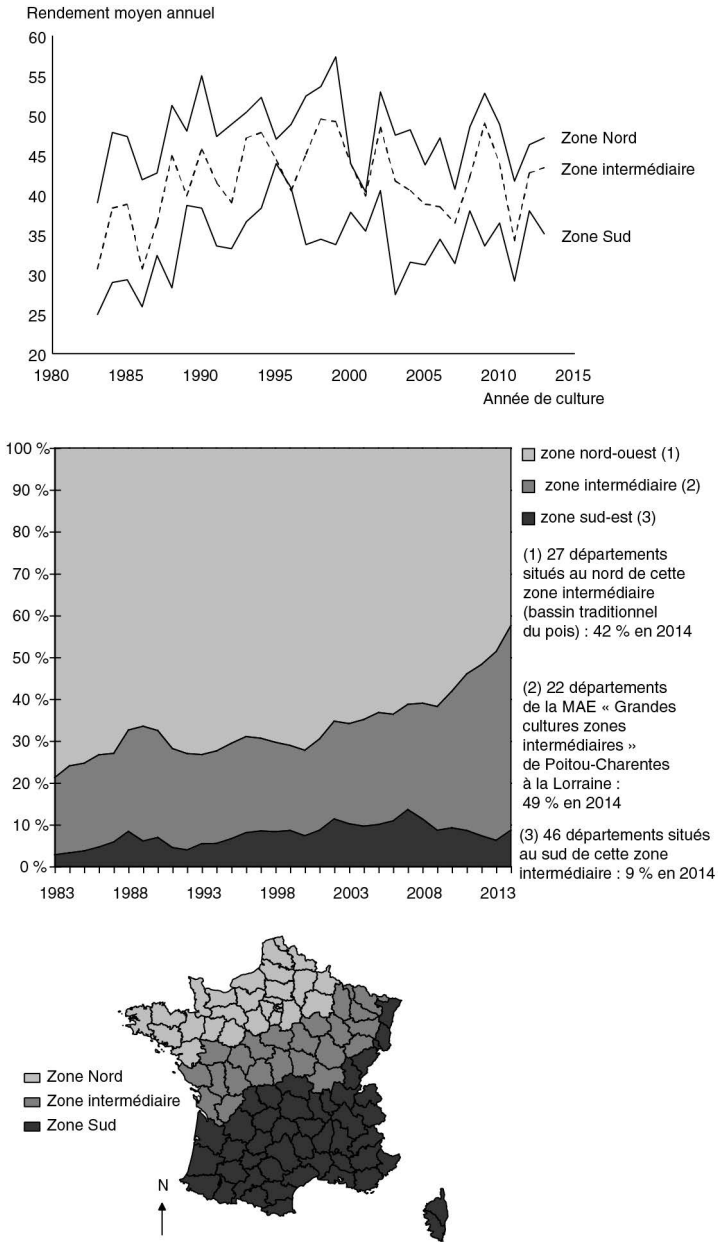 Rendement moyen annuel
60
55
50
45
40
35
30
25
20
Zone Nord
Zone intermédiaire
Zone Sud
1980 1985 1990 1995 2000 2005 2010 2015
Année de culture
100 %
90 %
80 %
70 %
60 %
50 %
40 %
30 %
20 %
10 %
0 %
1983 1988 1993 1998 2003 2008 2013
zone nord-ouest (1)
zone intermédiaire (2)
zone sud-est (3)
(1) 27 départements
situés au nord de cette
zone intermédiaire
(bassin traditionnel
du pois) : 42 % en 2014
(2) 22 départements
de la MAE « Grandes
cultures zones
intermédiaires »
de Poitou-Charentes
à la Lorraine :
49 % en 2014
(3) 46 départements situés
au sud de cette zone
intermédiaire : 9 % en 2014
Zone Nord
Zone intermédiaire
Zone Sud
N